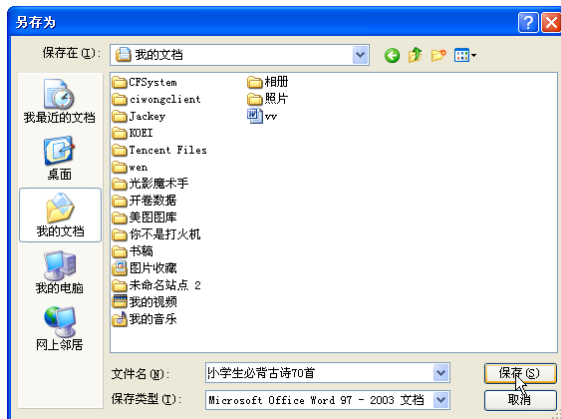 另存为
保存在(I): 我的文档
我最近的文档
桌面
我的文档
我的电脑
网上邻居
CFSystem
ciwongclient
Jackey
KOEI
Tencent Files
wen
光影魔术手
开卷数据
美图图库
你不是打火机
书稿
图片收藏
未命名站点 2
我的视频
我的音乐
相册
照片
vv
文件名(N): 小学生必背古诗70首
保存(S)
保存类型(T): Microsoft Office Word 97 - 2003 文档
取消